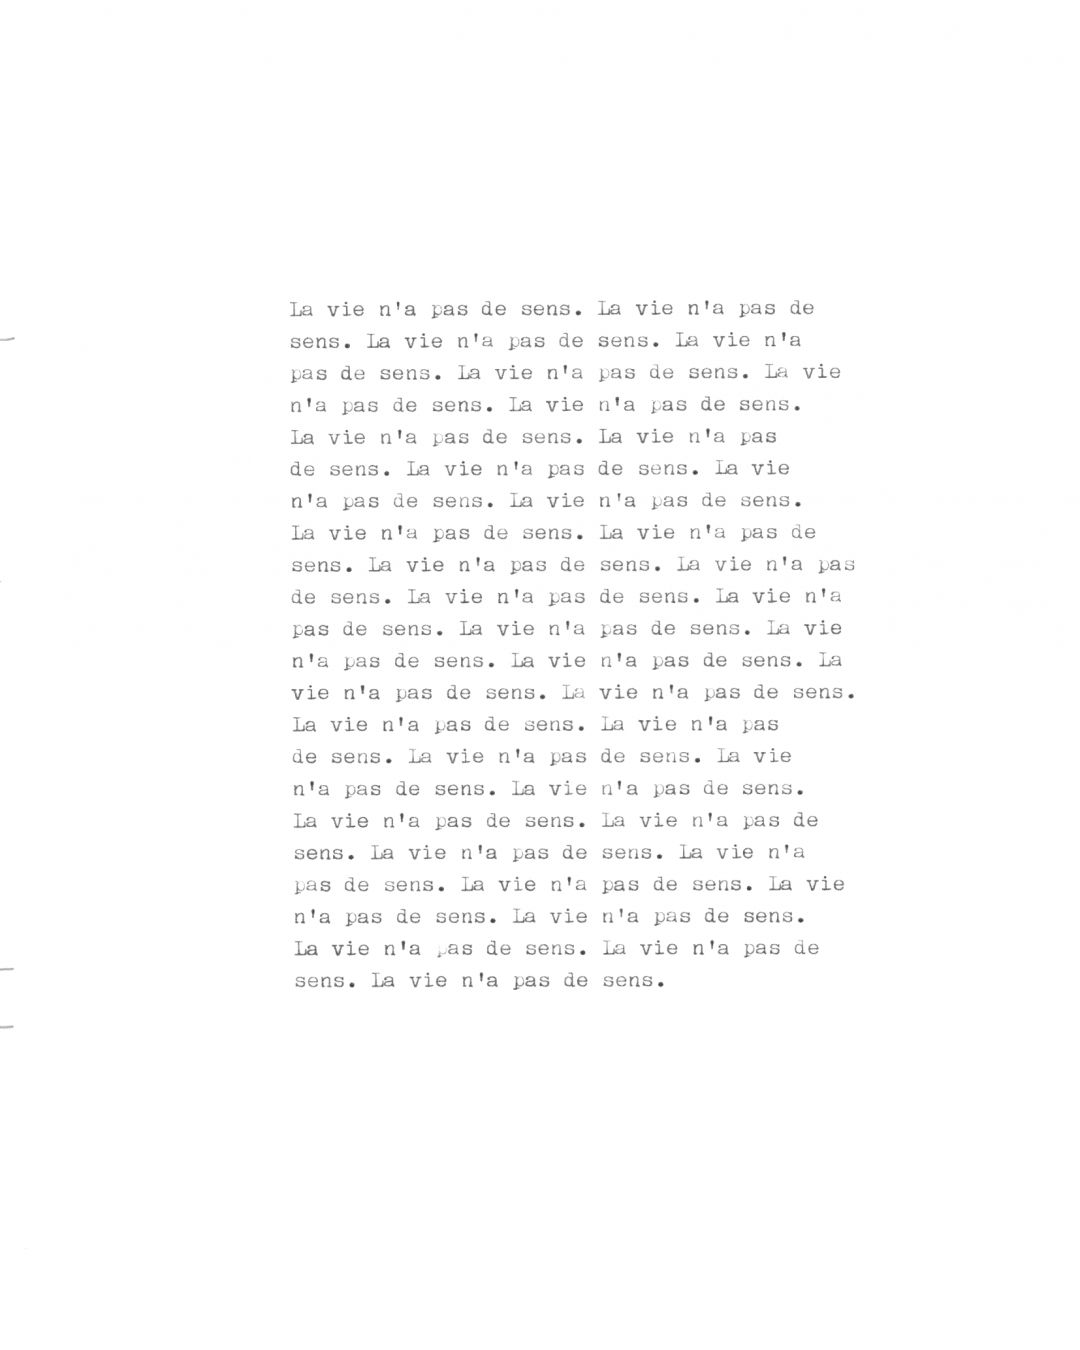 La vie n'a pas de sens. La vie n'a pas de
sens. La vie n'a pas de sens. La vie n'a
pas de sens. La vie n'a pas de sens. La vie
n'a pas de sens. La vie n'a pas de sens.
La vie n'a pas de sens. La vie n'a pas
de sens. La vie n'a pas de sens. La vie
n'a pas de sens. La vie n'a pas de sens.
La vie n'a pas de sens. La vie n'a pas de
sens. La vie n'a pas de sens. La vie n'a pas
de sens. La vie n'a pas de sens. La vie n'a
pas de sens. La vie n'a pas de sens. La vie
n'a pas de sens. La vie n'a pas de sens. La
vie n'a pas de sens. La vie n'a pas de sens.
La vie n'a pas de sens. La vie n'a pas
de sens. La vie n'a pas de sens. La vie
n'a pas de sens. La vie n'a pas de sens.
La vie n'a pas de sens. La vie n'a pas de
sens. La vie n'a pas de sens. La vie n'a
pas de sens. La vie n'a pas de sens. La vie
n'a pas de sens. La vie n'a pas de sens.
La vie n'a pas de sens. La vie n'a pas de
sens. La vie n'a pas de sens.